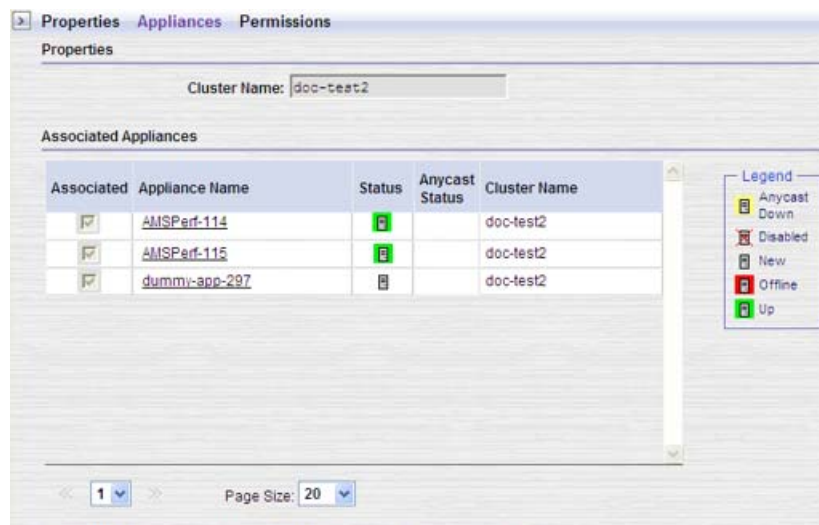 Properties Appliances Permissions
Properties
Cluster Name: doc-test2
Associated Appliances
Associated Appliance Name Status Anycast Status Cluster Name
AMSPerf-114 doc-test2
AMSPerf-115 doc-test2
dummy-app-297 doc-test2
Legend
Anycast Down
Disabled
New
Offline
Up
1 Page Size: 20